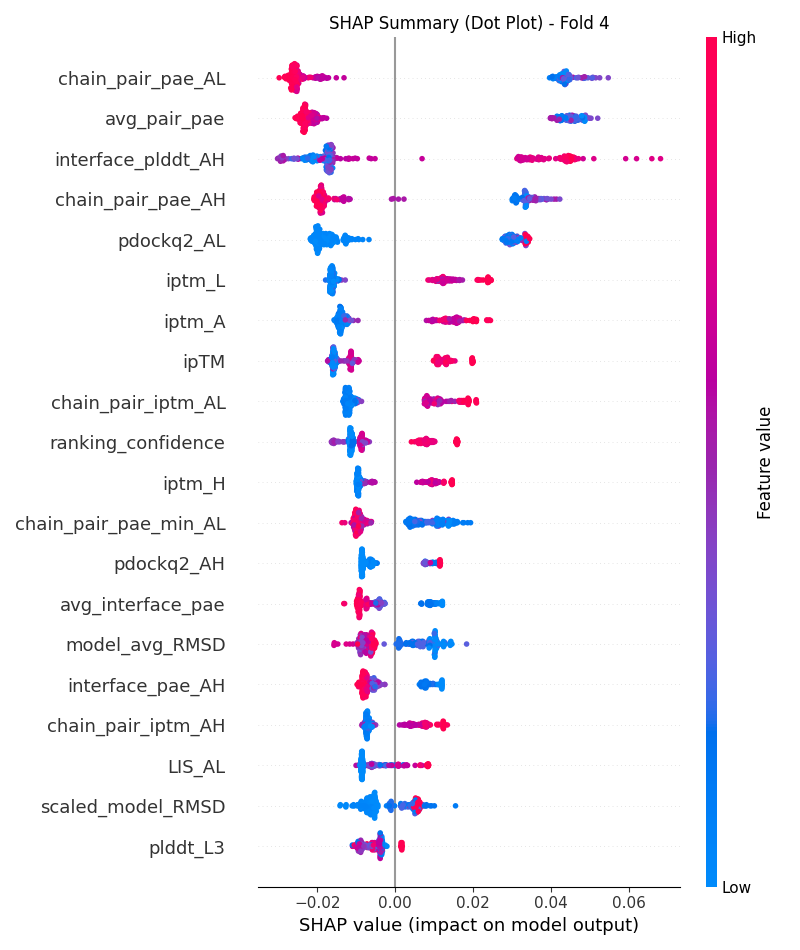 SHAP Summary (Dot Plot) - Fold 4
High
chain_pair_pae_AL
avg_pair_pae
interface_plddt_AH
chain_pair_pae_AH
pdockq2_AL
iptm_L
iptm_A
ipTM
chain_pair_iptm_AL
ranking_confidence
iptm_H
chain_pair_pae_min_AL
pdockq2_AH
avg_interface_pae
model_avg_RMSD
interface_pae_AH
chain_pair_iptm_AH
LIS_AL
scaled_model_RMSD
plddt_L3
Feature value
Low
−0.02 0.00 0.02 0.04 0.06
SHAP value (impact on model output)